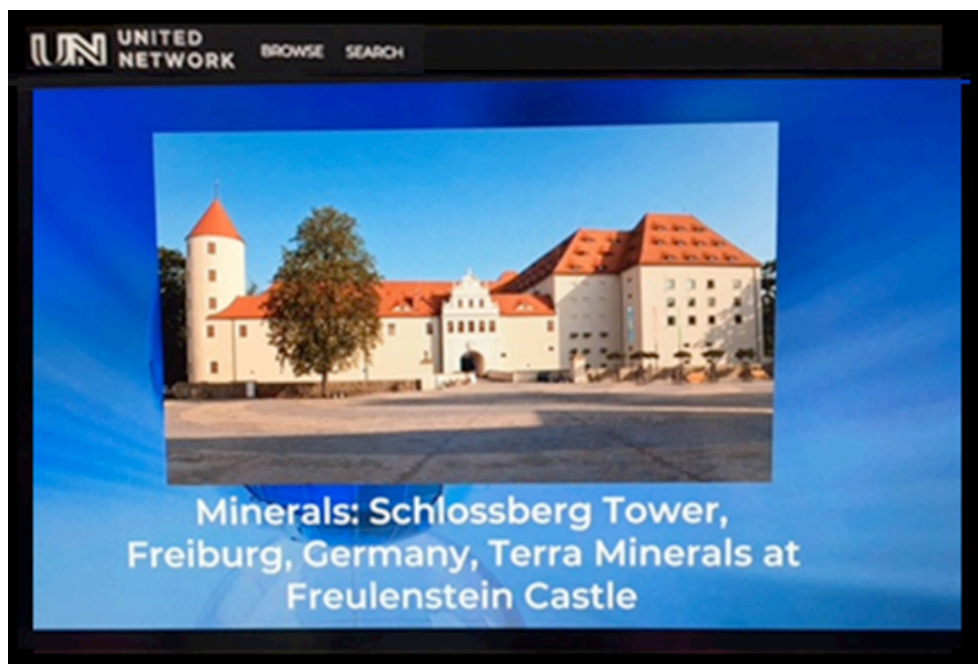 UN UNITED
NETWORK
BROWSE SEARCH
Minerals: Schlossberg Tower,
Freiburg, Germany, Terra Minerals at
Freulenstein Castle